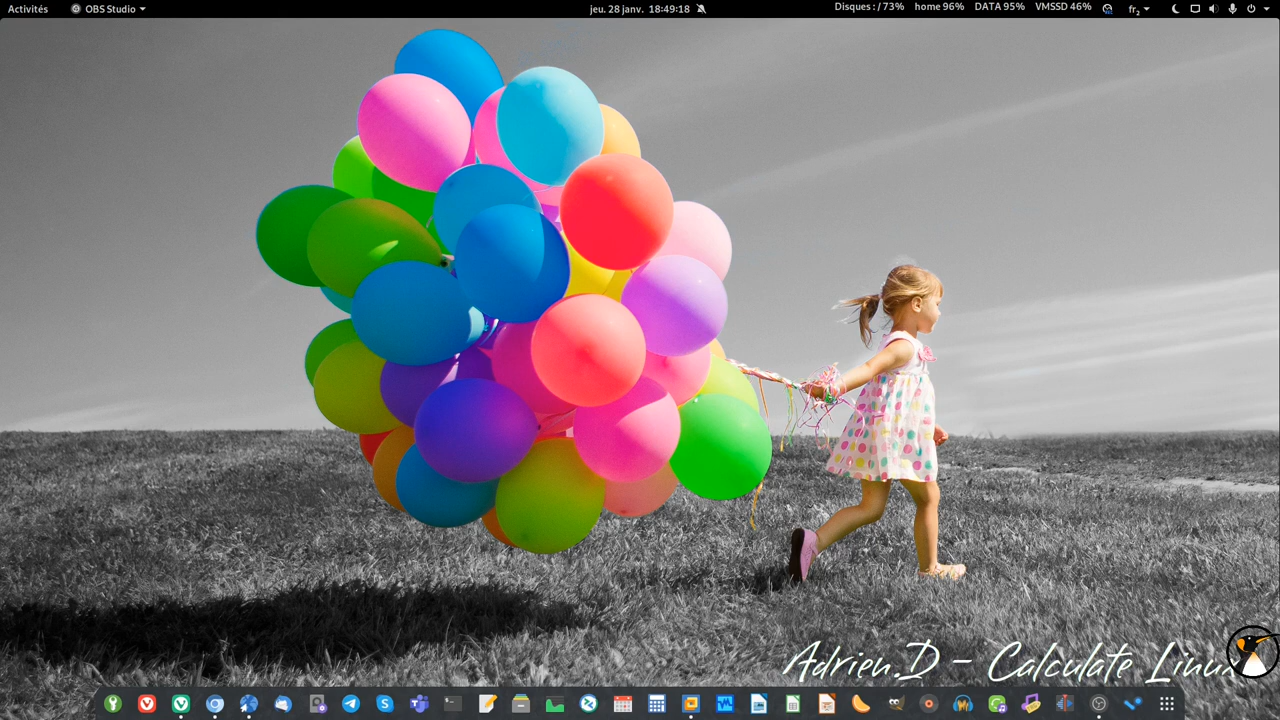 Activités
OBS Studio
jeu. 28 janv. 18:49:18
Disques : / 73% home 96% DATA 95% VMSSD 46%
fr₂
Adrien.D - Calculate Linux